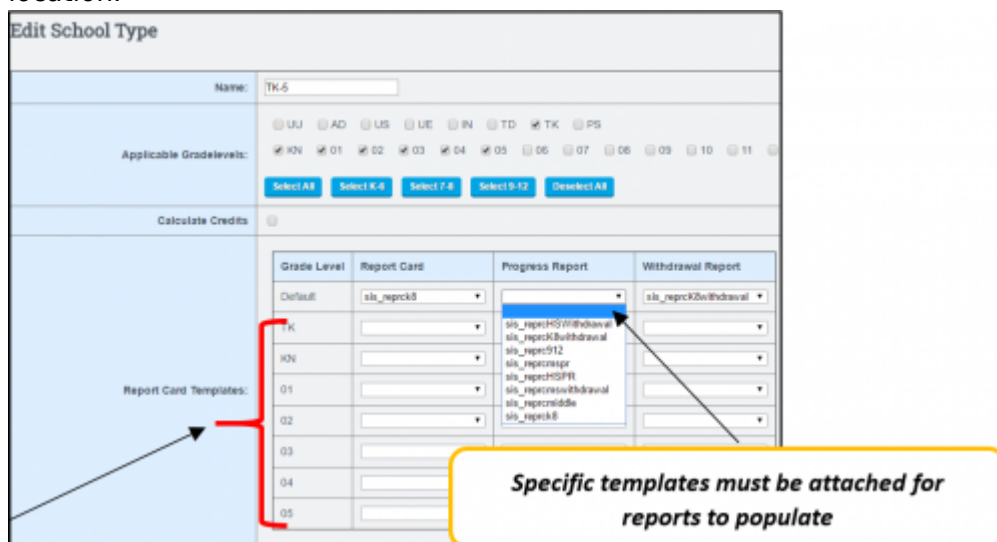 location.
Edit School Type
Name: TK-5
UU AD US UE IN TD TK PS
Applicable Gradelevels: KN 01 02 03 04 05 06 07 08 09 10 11
Select All Select K-6 Select 7-8 Select 9-12 Deselect All
Calculate Credits
Grade Level Report Card Progress Report Withdrawal Report
Default sis_reprck8 sis_reprcK8withdrawal
TK
sis_reprcHSWithdrawal
sis_reprcK8withdrawal
KN
sis_reprc912
sis_reprcmspr
sis_reprcHSPR
Report Card Templates: 01
sis_reprcmswithdrawal
sis_reprcmiddle
02
sis_reprck8
03
04
05
Specific templates must be attached for
reports to populate